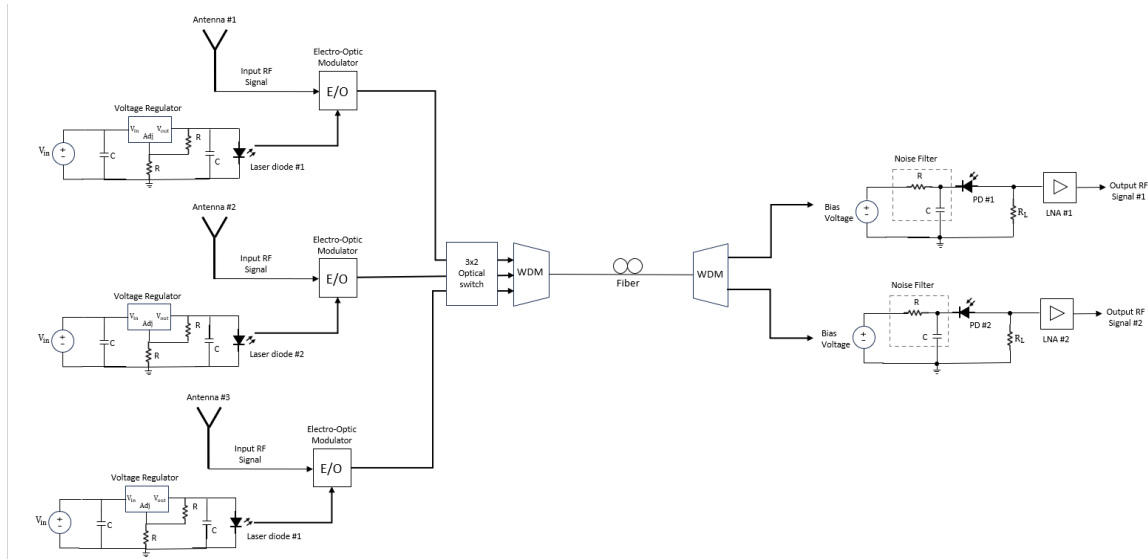 Antenna #1
Electro-Optic
Modulator
Input RF
Signal
E/O
Voltage Regulator
Vin
Vin
Vout
Adj
C
R
R
C
Laser diode #1
Antenna #2
Electro-Optic
Modulator
Input RF
Signal
E/O
Voltage Regulator
Vin
Vin
Vout
Adj
C
R
R
C
Laser diode #2
Antenna #3
Electro-Optic
Modulator
Input RF
Signal
E/O
Voltage Regulator
Vin
Vin
Vout
Adj
C
R
R
C
Laser diode #1
3x2
Optical
switch
WDM
Fiber
WDM
Noise Filter
R
C
Bias
Voltage
PD #1
RL
LNA #1
Output RF
Signal #1
Noise Filter
R
C
Bias
Voltage
PD #2
RL
LNA #2
Output RF
Signal #2